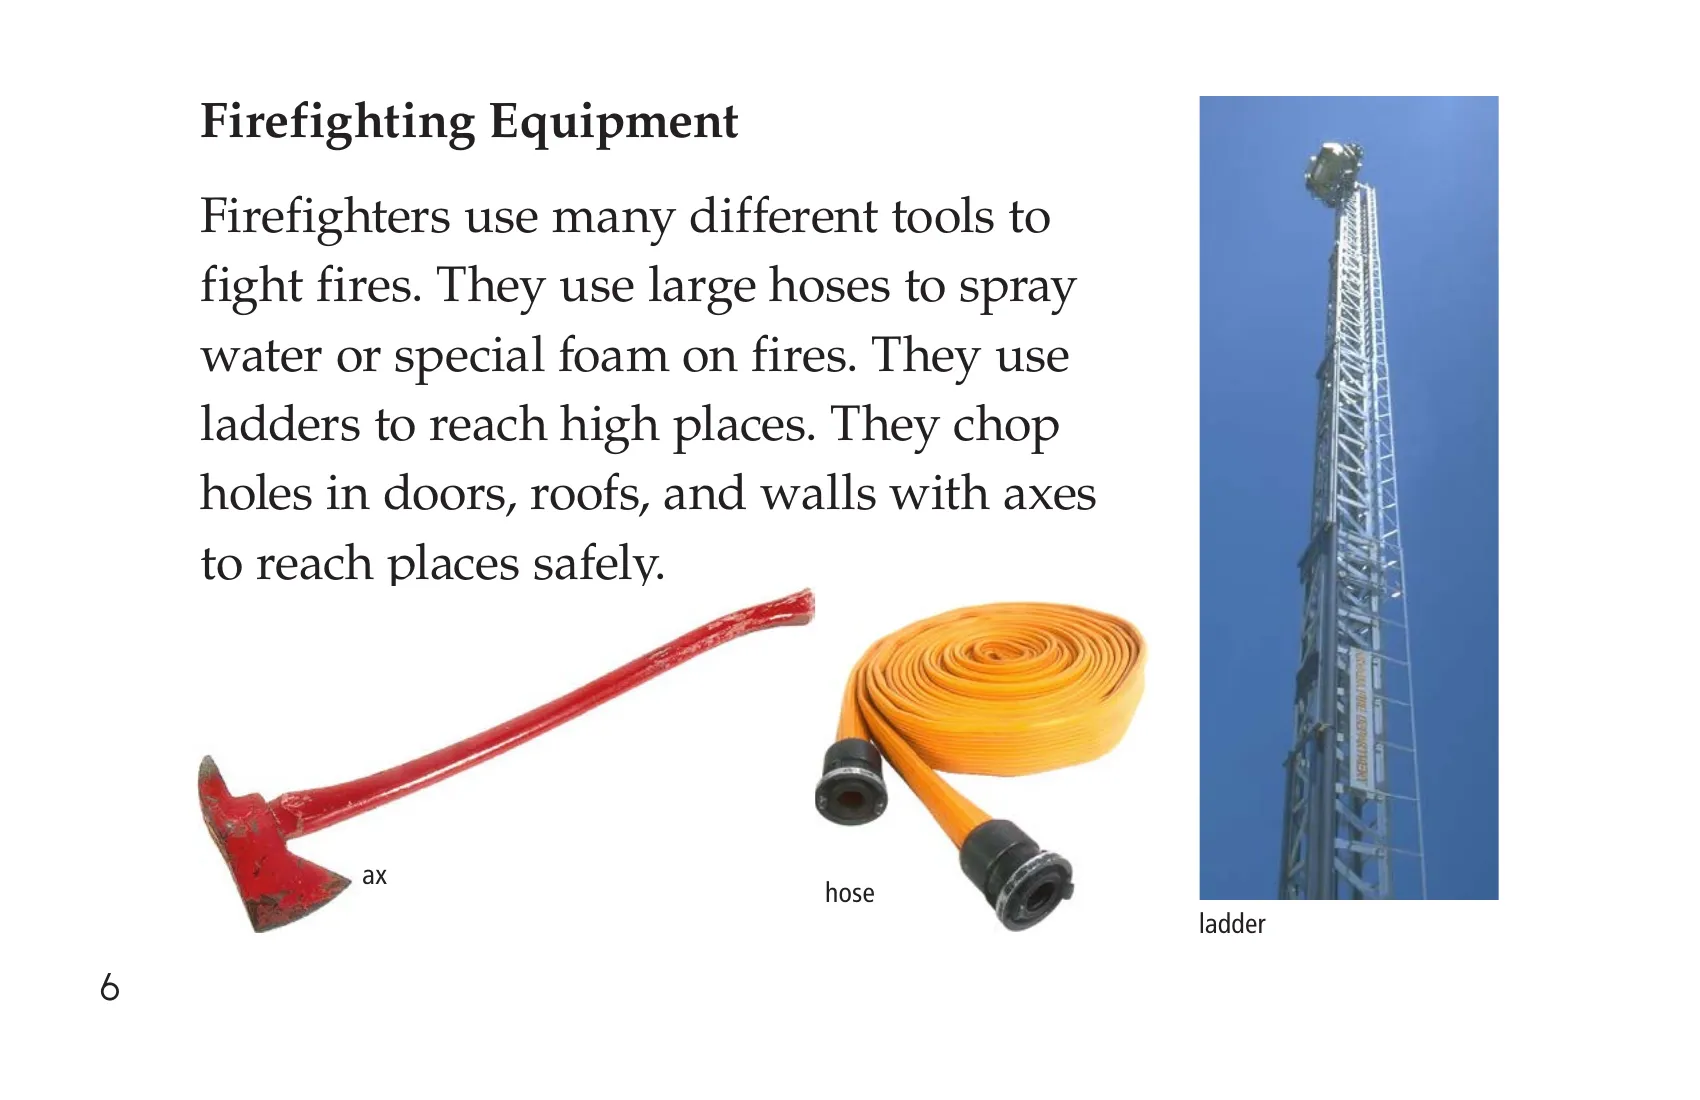 Firefighting Equipment
Firefighters use many different tools to
fight fires. They use large hoses to spray
water or special foam on fires. They use
ladders to reach high places. They chop
holes in doors, roofs, and walls with axes
to reach places safely.
ax
hose
ladder
6